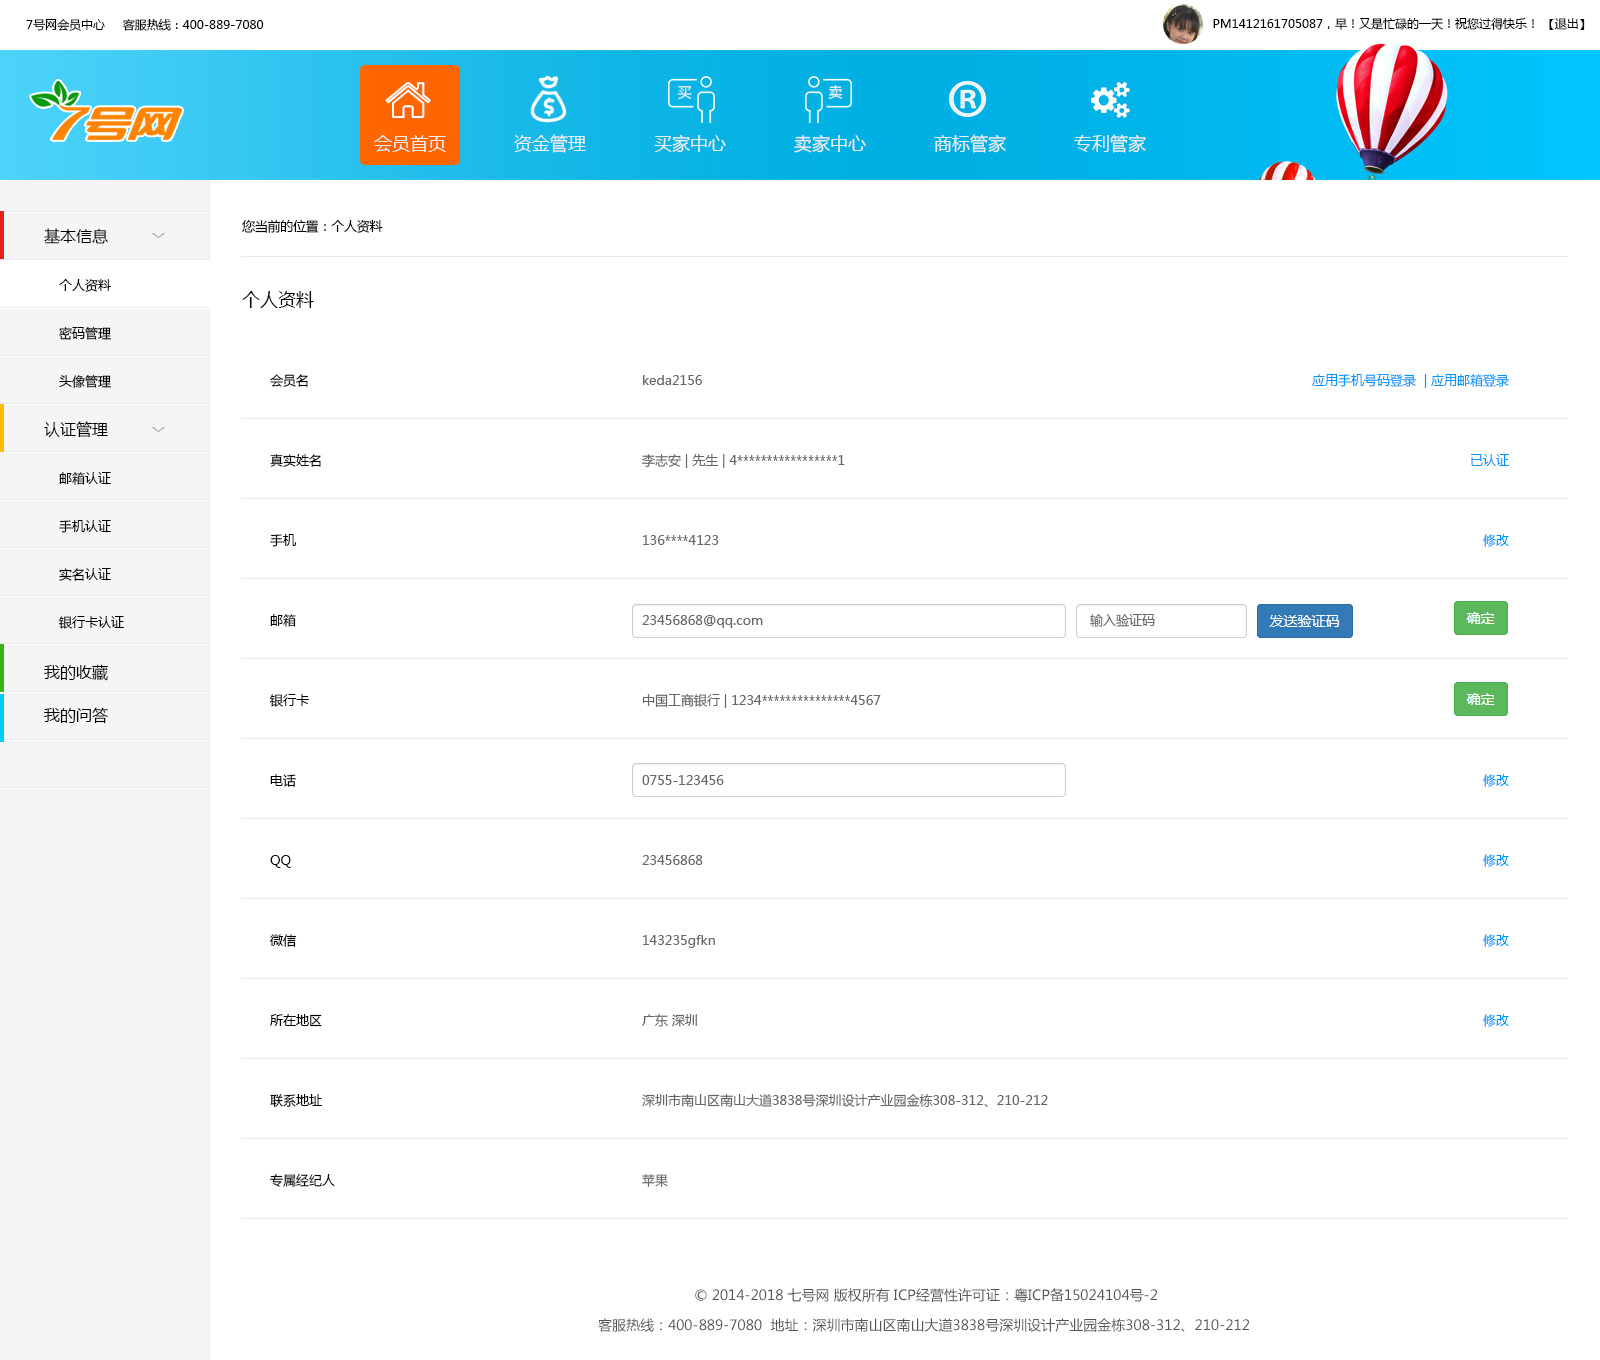 7号网会员中心 客服热线：400-889-7080
PM1412161705087，早！又是忙碌的一天！祝您过得快乐！【退出】
7号网
买
卖
会员首页 资金管理 买家中心 卖家中心 商标管家 专利管家
基本信息
个人资料
密码管理
头像管理
认证管理
邮箱认证
手机认证
实名认证
银行卡认证
我的收藏
我的问答
您当前的位置：个人资料
个人资料
会员名 keda2156 应用手机号码登录 | 应用邮箱登录
真实姓名 李志安 | 先生 | 4*****************1 已认证
手机 136****4123 修改
邮箱 23456868@qq.com 输入验证码 发送验证码 确定
银行卡 中国工商银行 | 1234***************4567 确定
电话 0755-123456 修改
QQ 23456868 修改
微信 143235gfkn 修改
所在地区 广东 深圳 修改
联系地址 深圳市南山区南山大道3838号深圳设计产业园金栋308-312、210-212
专属经纪人 苹果
© 2014-2018 七号网 版权所有 ICP经营性许可证：粤ICP备15024104号-2
客服热线：400-889-7080 地址：深圳市南山区南山大道3838号深圳设计产业园金栋308-312、210-212